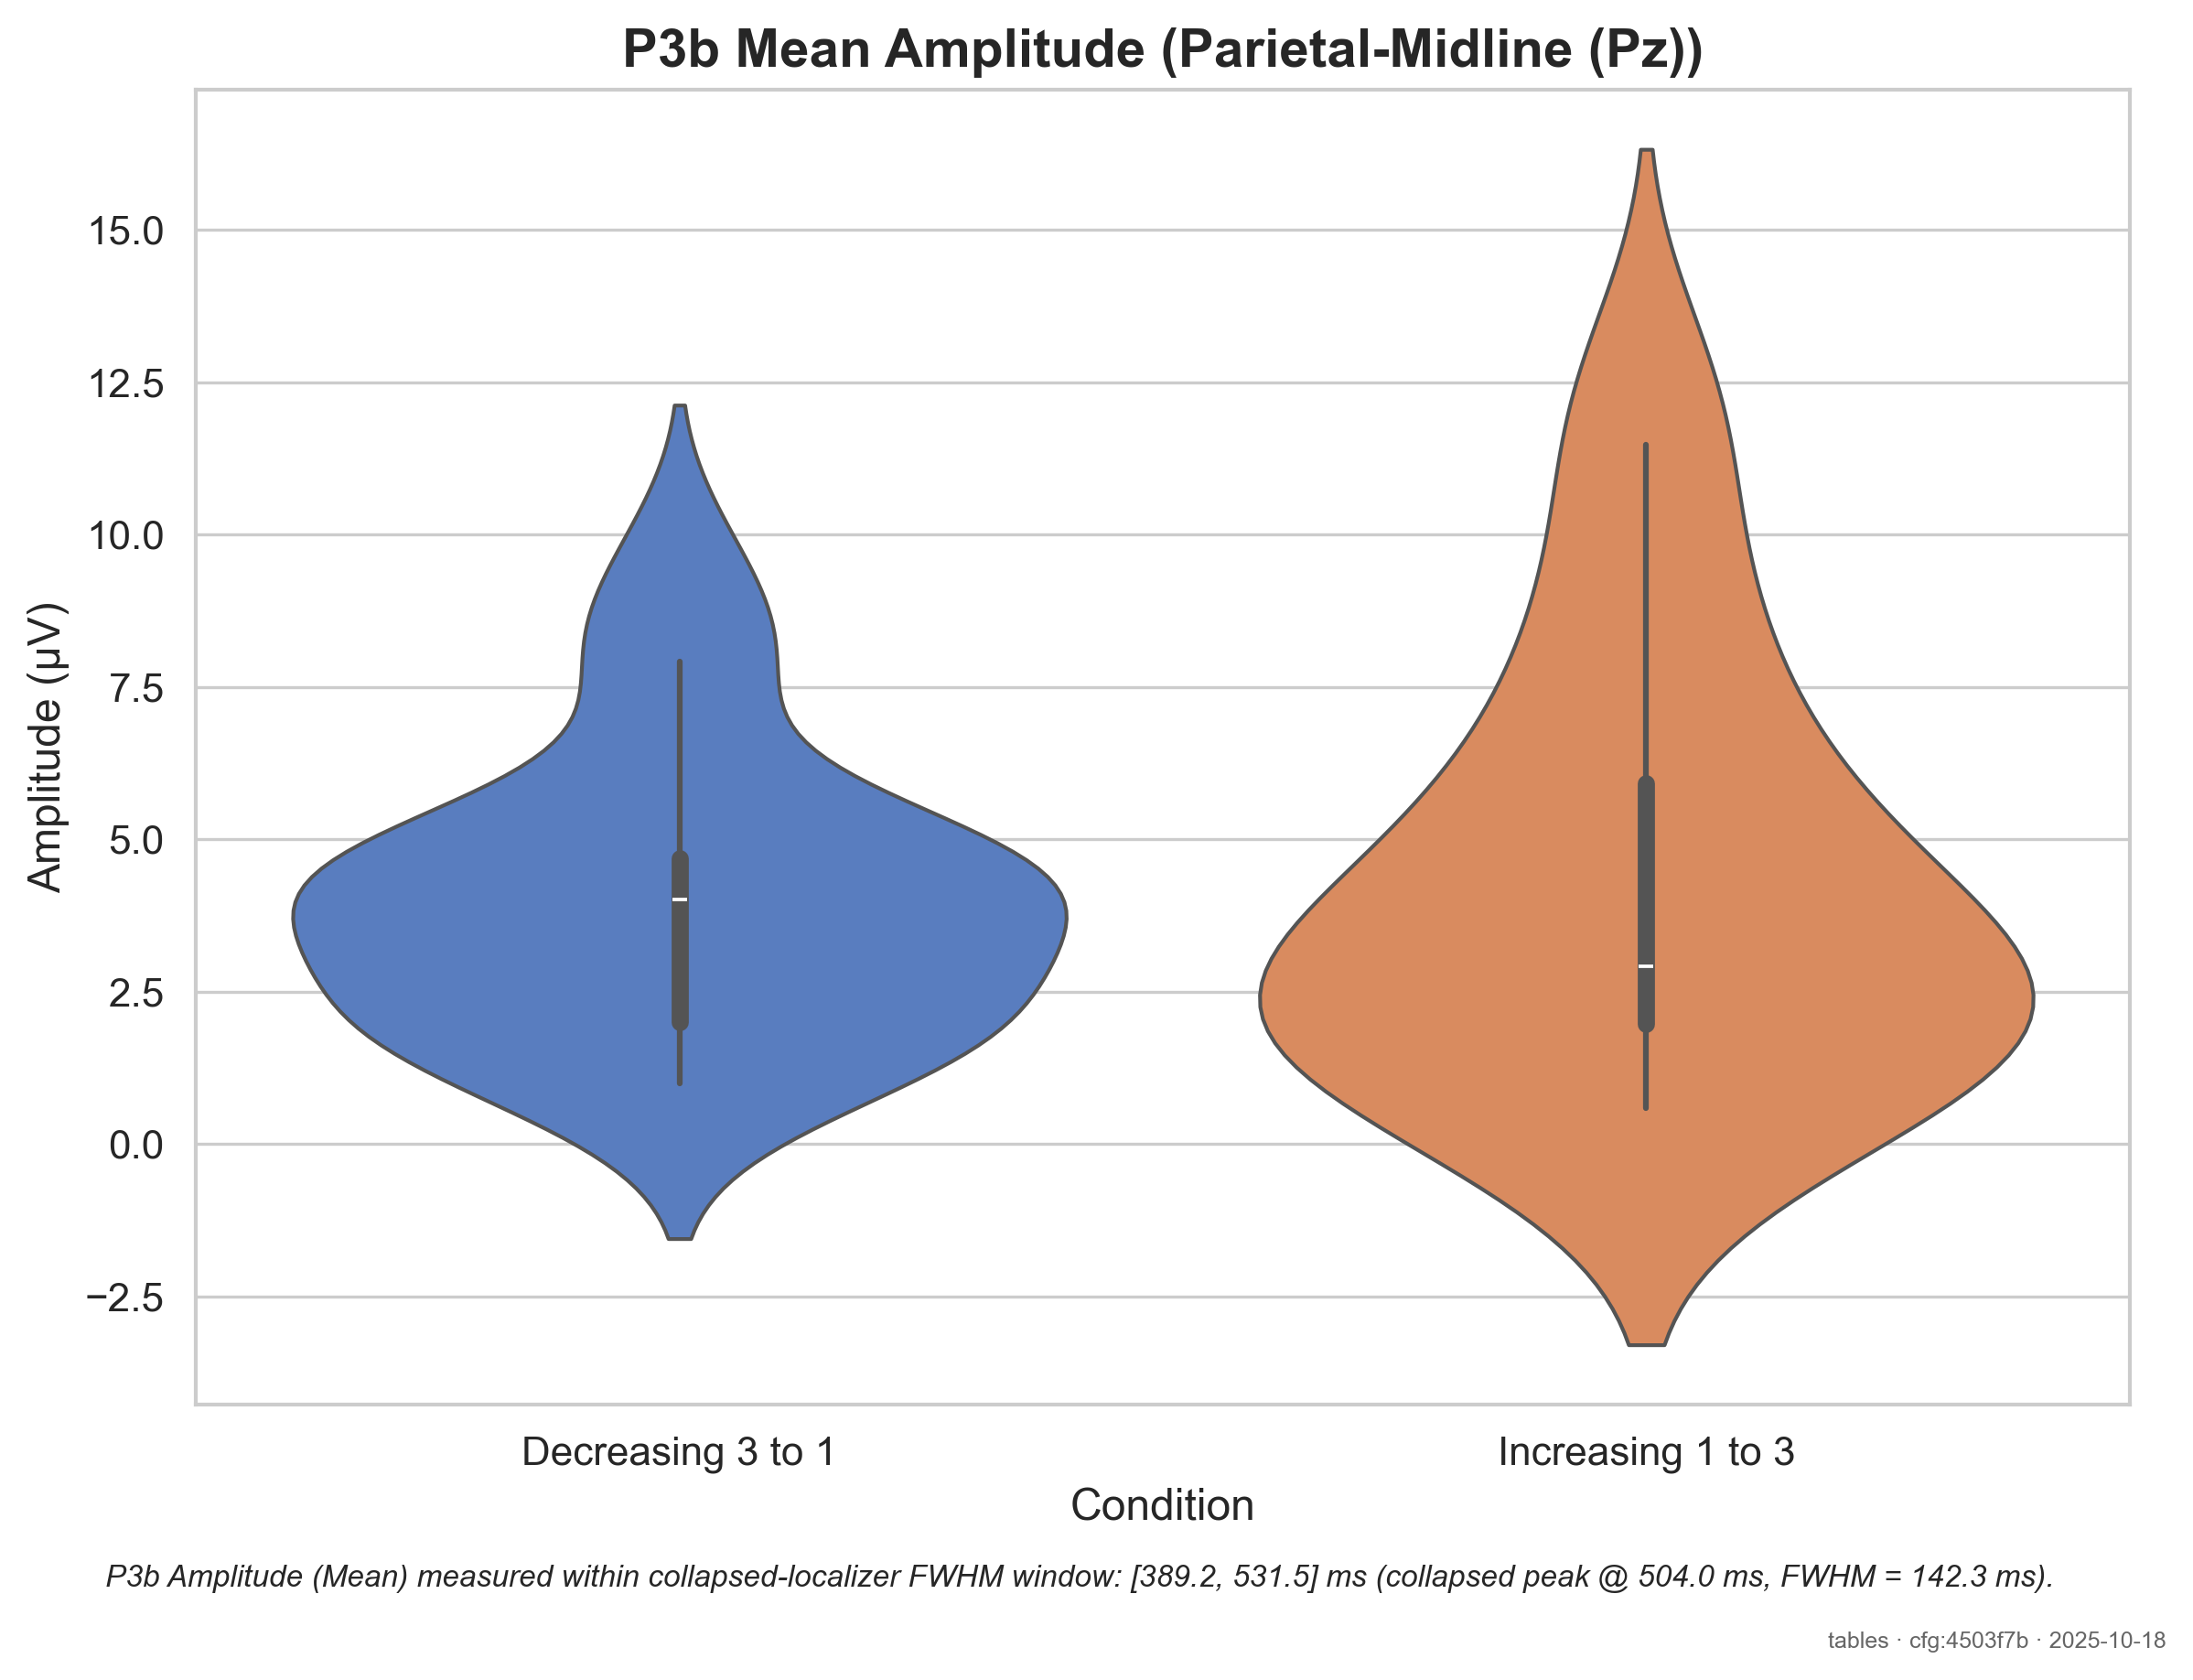 P3b Mean Amplitude (Parietal-Midline (Pz))
Amplitude (µV)
15.0
12.5
10.0
7.5
5.0
2.5
0.0
−2.5
Decreasing 3 to 1
Increasing 1 to 3
Condition
P3b Amplitude (Mean) measured within collapsed-localizer FWHM window: [389.2, 531.5] ms (collapsed peak @ 504.0 ms, FWHM = 142.3 ms).
tables · cfg:4503f7b · 2025-10-18